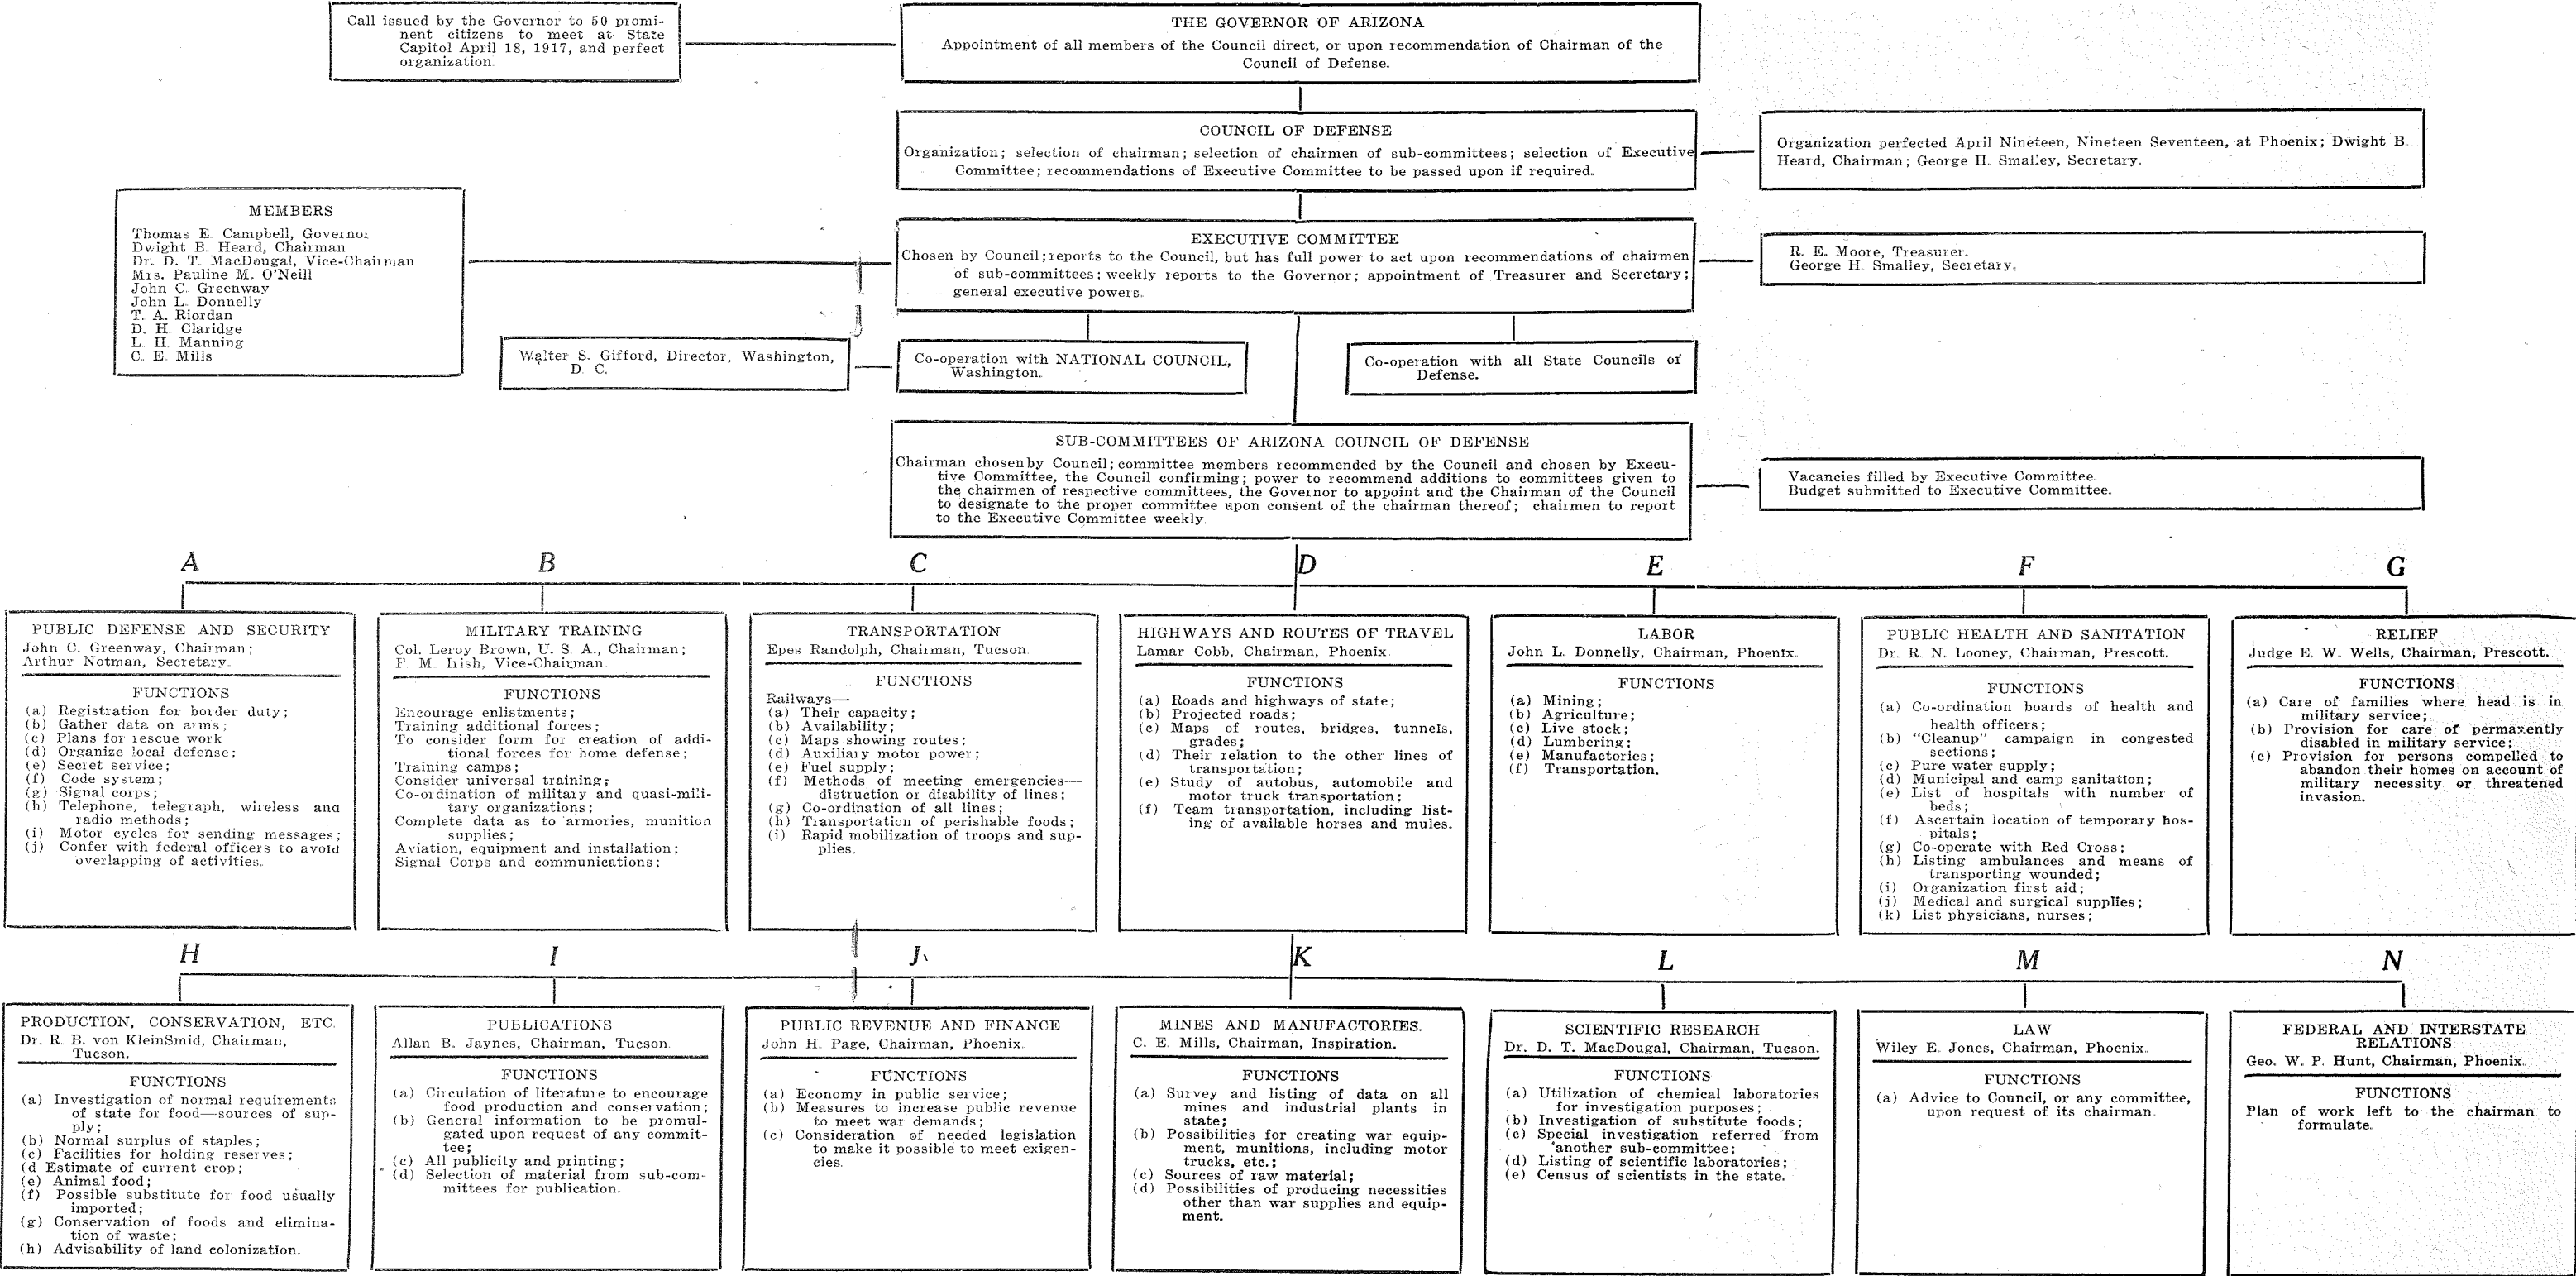 Call issued by the Governor to 50 promi-
nent citizens to meet at State
Capitol April 18, 1917, and perfect
organization.
THE GOVERNOR OF ARIZONA
Appointment of all members of the Council direct, or upon recommendation of Chairman of the
Council of Defense.
COUNCIL OF DEFENSE
Organization; selection of chairman; selection of chairmen of sub-committees; selection of Executive
Committee; recommendations of Executive Committee to be passed upon if required.
Organization perfected April Nineteen, Nineteen Seventeen, at Phoenix; Dwight B.
Heard, Chairman; George H. Smalley, Secretary.
MEMBERS
Thomas E. Campbell, Governor
Dwight B. Heard, Chairman
Dr. D. T. MacDougal, Vice-Chairman
Mrs. Pauline M. O'Neill
John C. Greenway
John L. Donnelly
T. A. Riordan
D. H. Claridge
L. H. Manning
C. E. Mills
EXECUTIVE COMMITTEE
Chosen by Council; reports to the Council, but has full power to act upon recommendations of chairmen
of sub-committees; weekly reports to the Governor; appointment of Treasurer and Secretary;
general executive powers.
R. E. Moore, Treasurer.
George H. Smalley, Secretary.
Walter S. Gifford, Director, Washington,
D. C.
Co-operation with NATIONAL COUNCIL,
Washington.
Co-operation with all State Councils of
Defense.
SUB-COMMITTEES OF ARIZONA COUNCIL OF DEFENSE
Chairman chosen by Council; committee members recommended by the Council and chosen by Execu-
tive Committee, the Council confirming; power to recommend additions to committees given to
the chairmen of respective committees, the Governor to appoint and the Chairman of the Council
to designate to the proper committee upon consent of the chairman thereof; chairmen to report
to the Executive Committee weekly.
Vacancies filled by Executive Committee.
Budget submitted to Executive Committee.
A
PUBLIC DEFENSE AND SECURITY
John C. Greenway, Chairman;
Arthur Notman, Secretary.
FUNCTIONS
(a) Registration for border duty;
(b) Gather data on arms;
(c) Plans for rescue work
(d) Organize local defense;
(e) Secret service;
(f) Code system;
(g) Signal corps;
(h) Telephone, telegraph, wireless and
radio methods;
(i) Motor cycles for sending messages;
(j) Confer with federal officers to avoid
overlapping of activities.
B
MILITARY TRAINING
Col. Leroy Brown, U. S. A., Chairman;
F. M. Irish, Vice-Chairman.
FUNCTIONS
Encourage enlistments;
Training additional forces;
To consider form for creation of addi-
tional forces for home defense;
Training camps;
Consider universal training;
Co-ordination of military and quasi-mili-
tary organizations;
Complete data as to armories, munition
supplies;
Aviation, equipment and installation;
Signal Corps and communications;
C
TRANSPORTATION
Epes Randolph, Chairman, Tucson.
FUNCTIONS
Railways—
(a) Their capacity;
(b) Availability;
(c) Maps showing routes;
(d) Auxiliary motor power;
(e) Fuel supply;
(f) Methods of meeting emergencies—
distruction or disability of lines;
(g) Co-ordination of all lines;
(h) Transportation of perishable foods;
(i) Rapid mobilization of troops and sup-
plies.
D
HIGHWAYS AND ROUTES OF TRAVEL
Lamar Cobb, Chairman, Phoenix.
FUNCTIONS
(a) Roads and highways of state;
(b) Projected roads;
(c) Maps of routes, bridges, tunnels,
grades;
(d) Their relation to the other lines of
transportation;
(e) Study of autobus, automobile and
motor truck transportation;
(f) Team transportation, including list-
ing of available horses and mules.
E
LABOR
John L. Donnelly, Chairman, Phoenix.
FUNCTIONS
(a) Mining;
(b) Agriculture;
(c) Live stock;
(d) Lumbering;
(e) Manufactories;
(f) Transportation.
F
PUBLIC HEALTH AND SANITATION
Dr. R. N. Looney, Chairman, Prescott.
FUNCTIONS
(a) Co-ordination boards of health and
health officers;
(b) "Cleanup" campaign in congested
sections;
(c) Pure water supply;
(d) Municipal and camp sanitation;
(e) List of hospitals with number of
beds;
(f) Ascertain location of temporary hos-
pitals;
(g) Co-operate with Red Cross;
(h) Listing ambulances and means of
transporting wounded;
(i) Organization first aid;
(j) Medical and surgical supplies;
(k) List physicians, nurses;
G
RELIEF
Judge E. W. Wells, Chairman, Prescott.
FUNCTIONS
(a) Care of families where head is in
military service;
(b) Provision for care of permanently
disabled in military service;
(c) Provision for persons compelled to
abandon their homes on account of
military necessity or threatened
invasion.
H
PRODUCTION, CONSERVATION, ETC.
Dr. R. B. von KleinSmid, Chairman,
Tucson.
FUNCTIONS
(a) Investigation of normal requirements
of state for food—sources of sup-
ply;
(b) Normal surplus of staples;
(c) Facilities for holding reserves;
(d Estimate of current crop;
(e) Animal food;
(f) Possible substitute for food usually
imported;
(g) Conservation of foods and elimina-
tion of waste;
(h) Advisability of land colonization.
I
PUBLICATIONS
Allan B. Jaynes, Chairman, Tucson.
FUNCTIONS
(a) Circulation of literature to encourage
food production and conservation;
(b) General information to be promul-
gated upon request of any commit-
tee;
(c) All publicity and printing;
(d) Selection of material from sub-com-
mittees for publication.
J
PUBLIC REVENUE AND FINANCE
John H. Page, Chairman, Phoenix.
FUNCTIONS
(a) Economy in public service;
(b) Measures to increase public revenue
to meet war demands;
(c) Consideration of needed legislation
to make it possible to meet exigen-
cies.
K
MINES AND MANUFACTORIES.
C. E. Mills, Chairman, Inspiration.
FUNCTIONS
(a) Survey and listing of data on all
mines and industrial plants in
state;
(b) Possibilities for creating war equip-
ment, munitions, including motor
trucks, etc.;
(c) Sources of raw material;
(d) Possibilities of producing necessities
other than war supplies and equip-
ment.
L
SCIENTIFIC RESEARCH
Dr. D. T. MacDougal, Chairman, Tucson.
FUNCTIONS
(a) Utilization of chemical laboratories
for investigation purposes;
(b) Investigation of substitute foods;
(c) Special investigation referred from
another sub-committee;
(d) Listing of scientific laboratories;
(e) Census of scientists in the state.
M
LAW
Wiley E. Jones, Chairman, Phoenix.
FUNCTIONS
(a) Advice to Council, or any committee,
upon request of its chairman.
N
FEDERAL AND INTERSTATE
RELATIONS
Geo. W. P. Hunt, Chairman, Phoenix.
FUNCTIONS
Plan of work left to the chairman to
formulate.